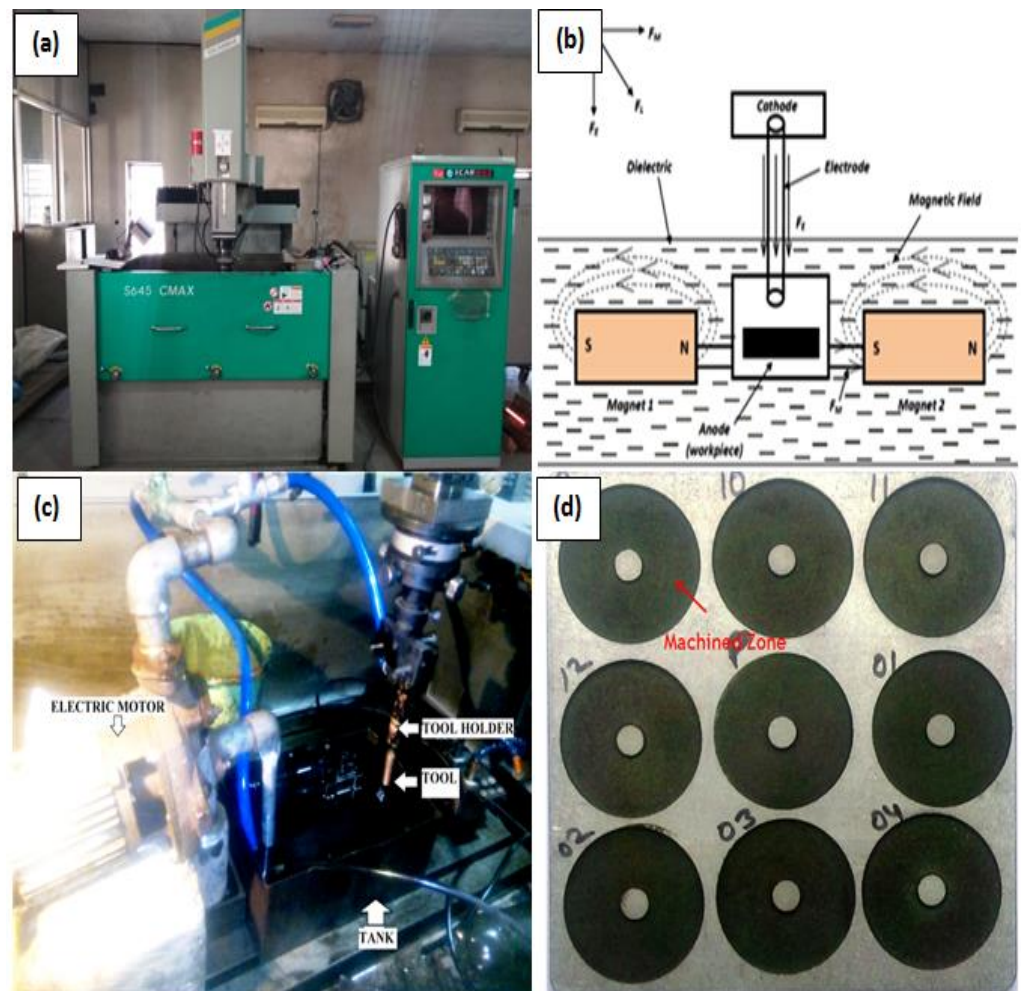 (a)
S645 CMAX
(b)
F_M
F_L
F_E
Cathode
Dielectric
Electrode
Magnetic Field
F_E
S
N
S
N
Magnet 1
F_M
Magnet 2
Anode
(workpiece)
(c)
ELECTRIC MOTOR
TOOL HOLDER
TOOL
TANK
(d)
10
11
Machined Zone
12
01
02
03
04